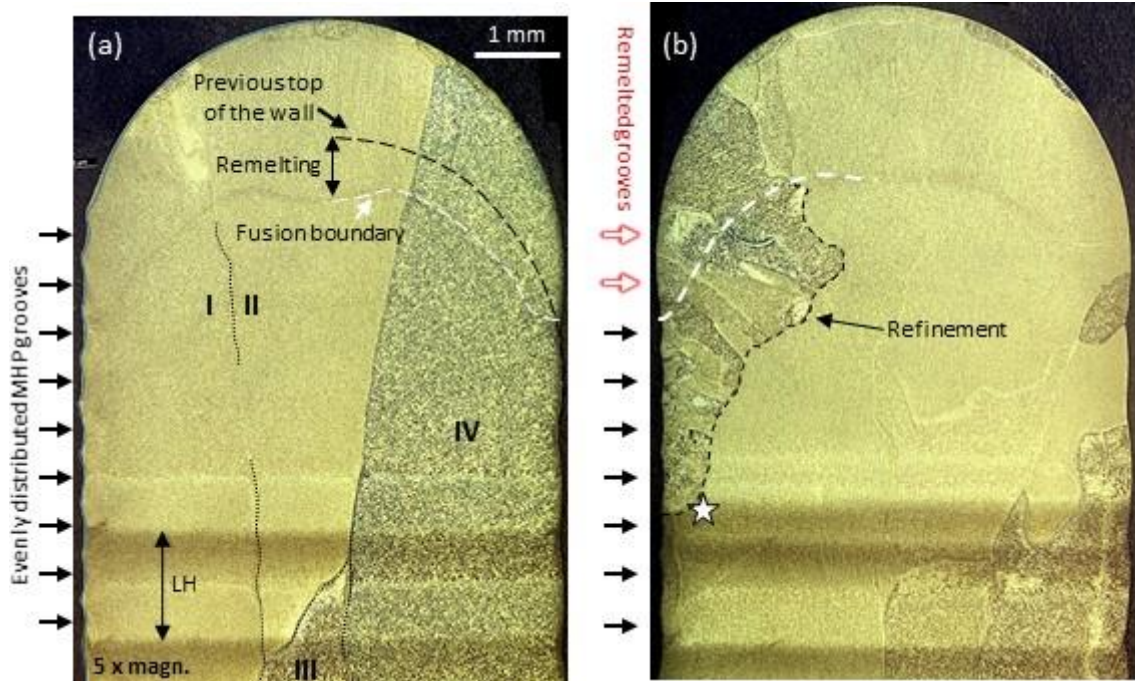 (a)
1 mm
Previous top
of the wall
Remelting
Fusion boundary
I
II
IV
LH
III
5 x magn.
Evenly distributed MHP grooves
(b)
Remelted grooves
Refinement